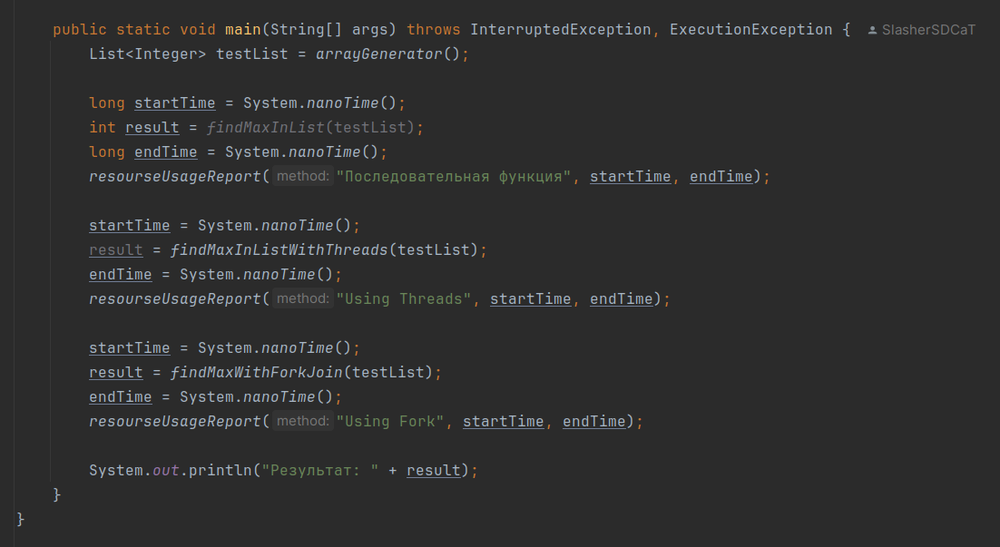 public static void main(String[] args) throws InterruptedException, ExecutionException { SlasherSDCaT
List<Integer> testList = arrayGenerator();
long startTime = System.nanoTime();
int result = findMaxInList(testList);
long endTime = System.nanoTime();
resourseUsageReport( method: "Последовательная функция", startTime, endTime);
startTime = System.nanoTime();
result = findMaxInListWithThreads(testList);
endTime = System.nanoTime();
resourseUsageReport( method: "Using Threads", startTime, endTime);
startTime = System.nanoTime();
result = findMaxWithForkJoin(testList);
endTime = System.nanoTime();
resourseUsageReport( method: "Using Fork", startTime, endTime);
System.out.println("Результат: " + result);
}
}